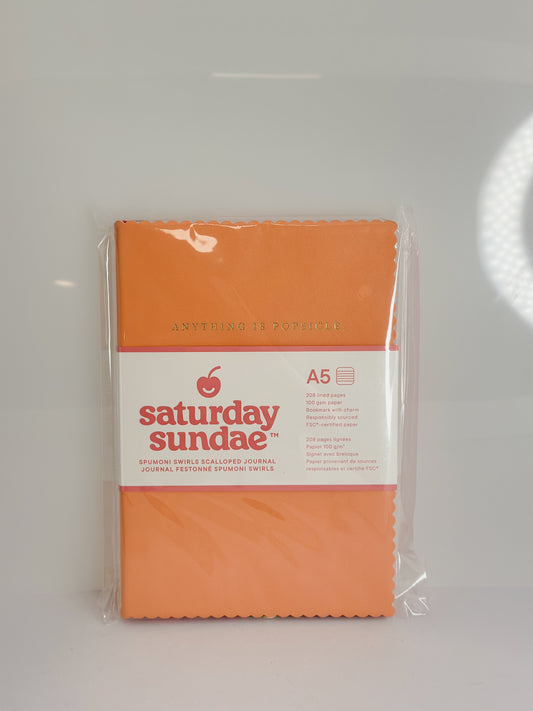 ANYTHING IS POPSICLE.
saturday
sundae™
SPUMONI SWIRLS SCALLOPED JOURNAL
JOURNAL FESTONNÉ SPUMONI SWIRLS
A5
208 lined pages
100 gsm paper
Bookmark with charm
Responsibly sourced
FSC®-certified paper
208 pages lignées
Papier 100 g/m²
Signet avec breloque
Papier provenant de sources
responsables et certifié FSC®